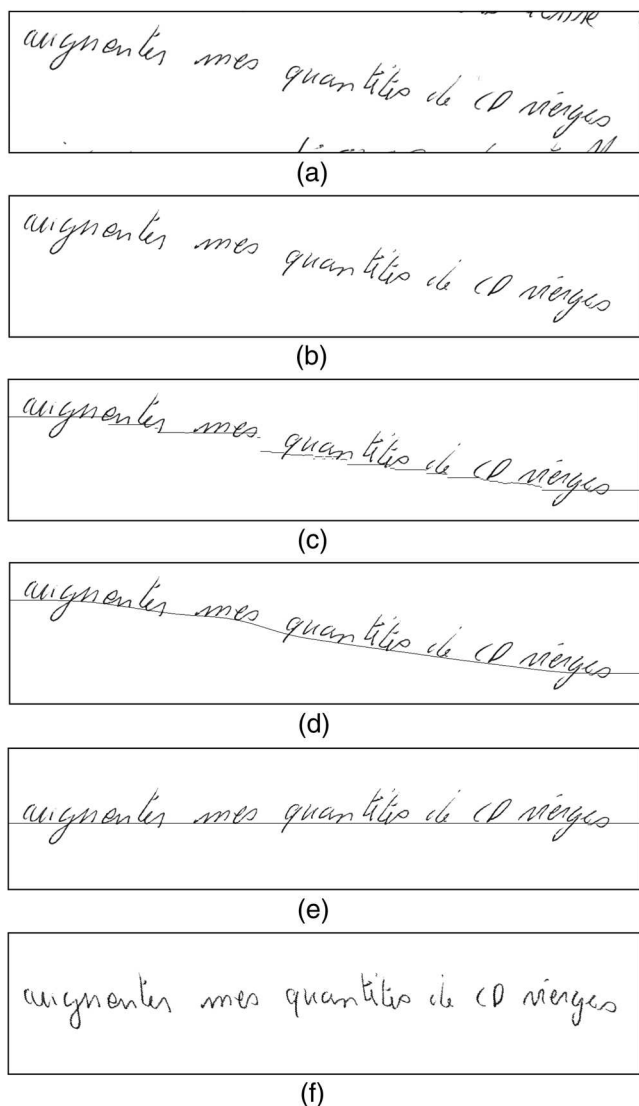 augmenter mes quantités de CD vierges
(a)
augmenter mes quantités de CD vierges
(b)
augmenter mes quantités de CD vierges
(c)
augmenter mes quantités de CD vierges
(d)
augmenter mes quantités de CD vierges
(e)
augmenter mes quantités de CD vierges
(f)